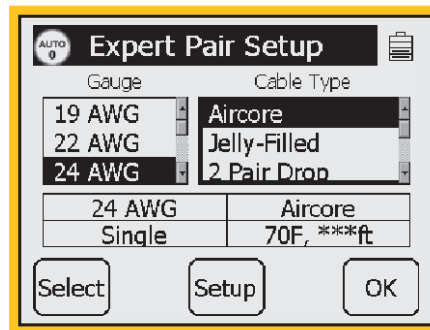 AUTO
0
Expert Pair Setup
Gauge Cable Type
19 AWG Aircore
22 AWG Jelly-Filled
24 AWG 2 Pair Drop
24 AWG Aircore
Single 70F, ***ft
Select Setup OK